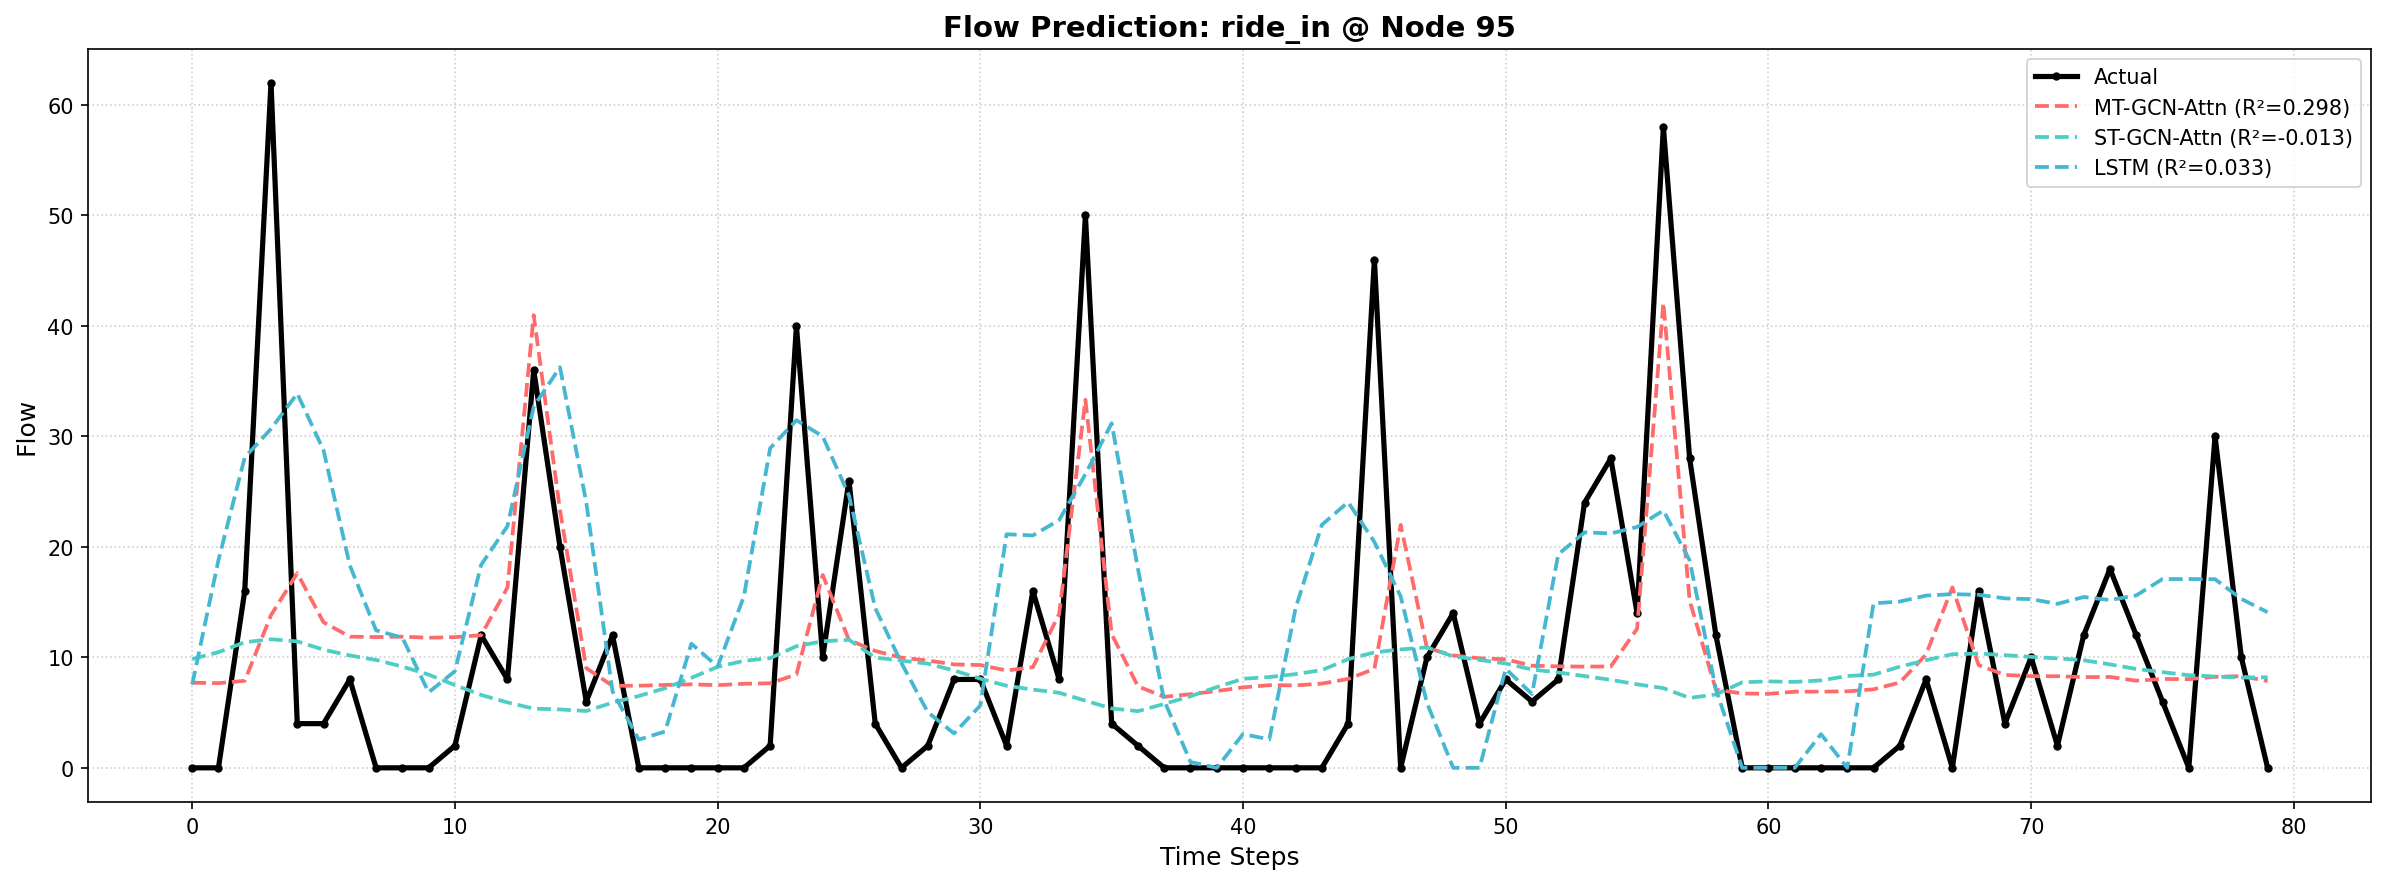 Flow Prediction: ride_in @ Node 95
Actual
MT-GCN-Attn (R²=0.298)
ST-GCN-Attn (R²=-0.013)
LSTM (R²=0.033)
Flow
60
50
40
30
20
10
0
0 10 20 30 40 50 60 70 80
Time Steps